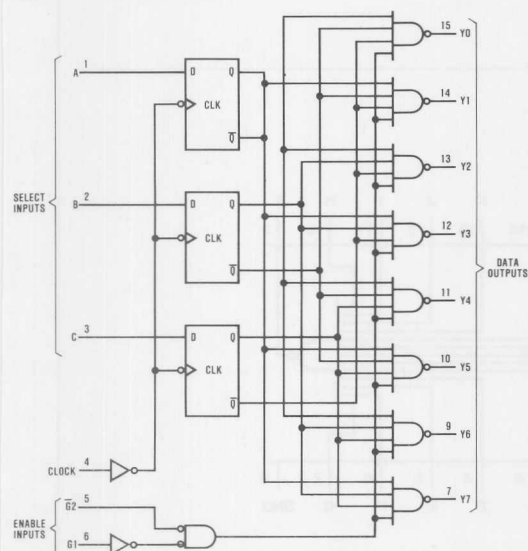 15
Y0
A
1
D
Q
CLK
Q
14
Y1
13
Y2
SELECT
INPUTS
B
2
D
Q
CLK
Q
12
Y3
DATA
OUTPUTS
11
Y4
C
3
D
Q
CLK
Q
10
Y5
9
Y6
CLOCK
4
G2
5
7
Y7
ENABLE
INPUTS
G1
6